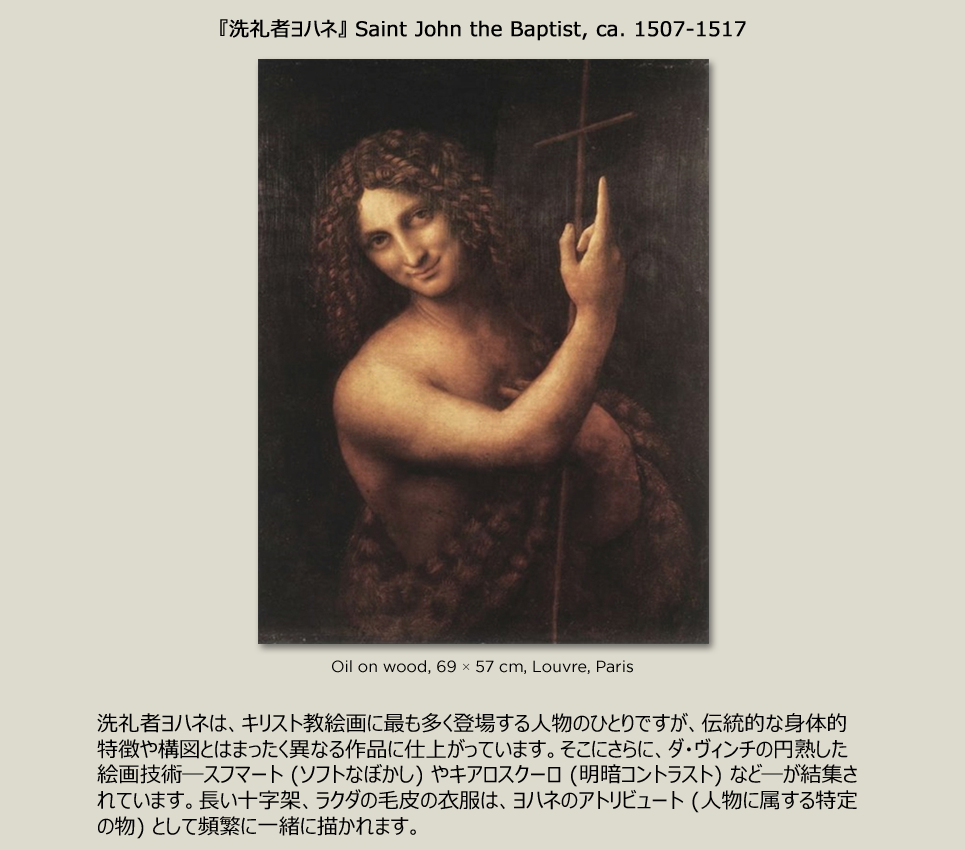 『洗礼者ヨハネ』 Saint John the Baptist, ca. 1507-1517
Oil on wood, 69 × 57 cm, Louvre, Paris
洗礼者ヨハネは、キリスト教絵画に最も多く登場する人物のひとりですが、伝統的な身体的
特徴や構図とはまったく異なる作品に仕上がっています。そこにさらに、ダ・ヴィンチの円熟した
絵画技術―スフマート (ソフトなぼかし) やキアロスクーロ (明暗コントラスト) など―が結集さ
れています。長い十字架、ラクダの毛皮の衣服は、ヨハネのアトリビュート (人物に属する特定
の物) として頻繁に一緒に描かれます。